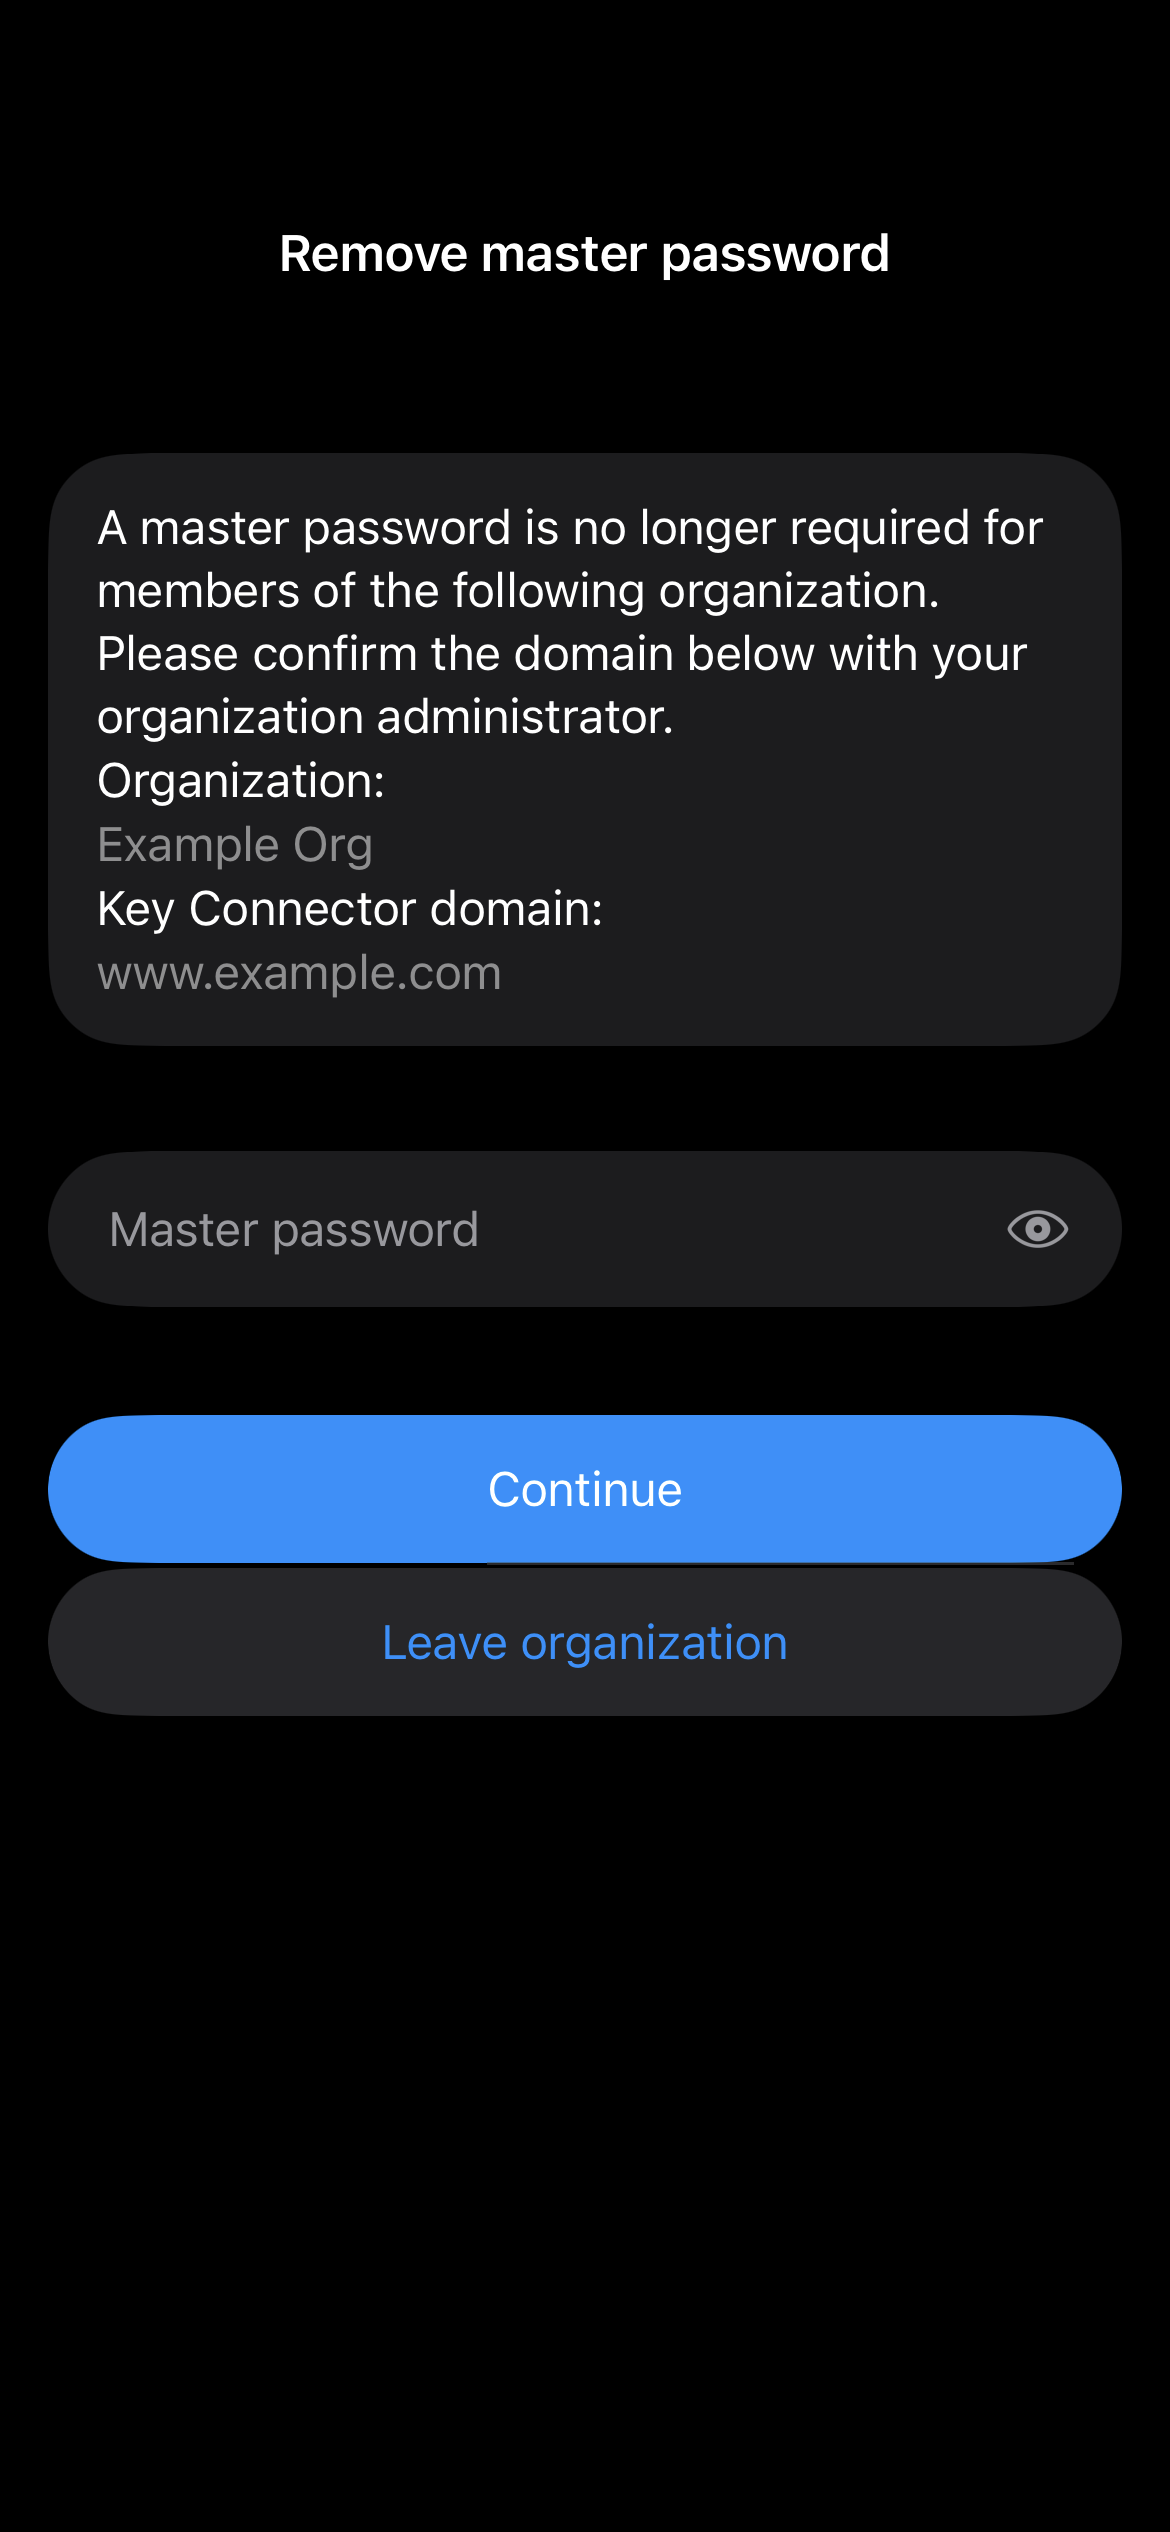 Remove master password
A master password is no longer required for
members of the following organization.
Please confirm the domain below with your
organization administrator.
Organization:
Example Org
Key Connector domain:
www.example.com
Master password
Continue
Leave organization